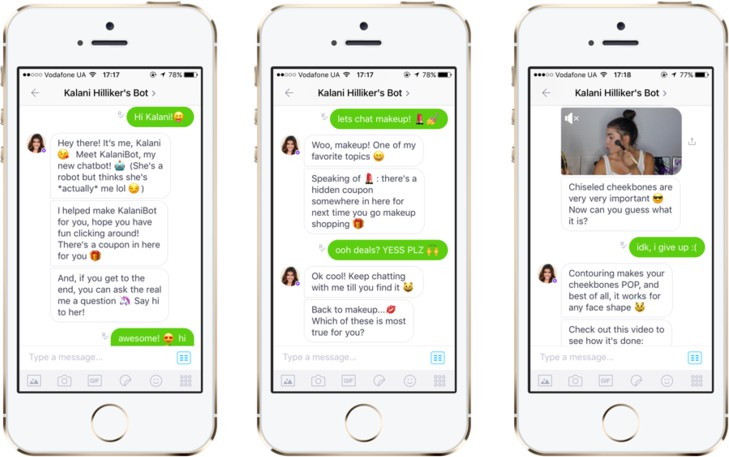 Vodafone UA 17:17 78%
Kalani Hilliker's Bot >
Hi Kalani!😝
Hey there! It's me, Kalani
😘 Meet KalaniBot, my
new chatbot! 🤖 (She's a
robot but thinks she's
*actually* me lol 😏)
I helped make KalaniBot
for you, hope you have
fun clicking around!
There's a coupon in here
for you 🎁
And, if you get to the
end, you can ask the real
me a question 🦄 Say hi
to her!
awesome! 😍 hi
Type a message...
GIF
Vodafone UA 17:17 78%
Kalani Hilliker's Bot >
lets chat makeup! 💄💅
Woo, makeup! One of my
favorite topics 😄
Speaking of 💄: there's a
hidden coupon
somewhere in here for
next time you go makeup
shopping 🎁
ooh deals? YESS PLZ 🙌
Ok cool! Keep chatting
with me till you find it 😸
Back to makeup...💋
Which of these is most
true for you?
Type a message...
GIF
Vodafone UA 17:18 77%
Kalani Hilliker's Bot >
Chiseled cheekbones are
very very important 😎
Now can you guess what
it is?
idk, i give up :(
Contouring makes your
cheekbones POP, and
best of all, it works for
any face shape 😸
Check out this video to
see how it's done:
Type a message...
GIF